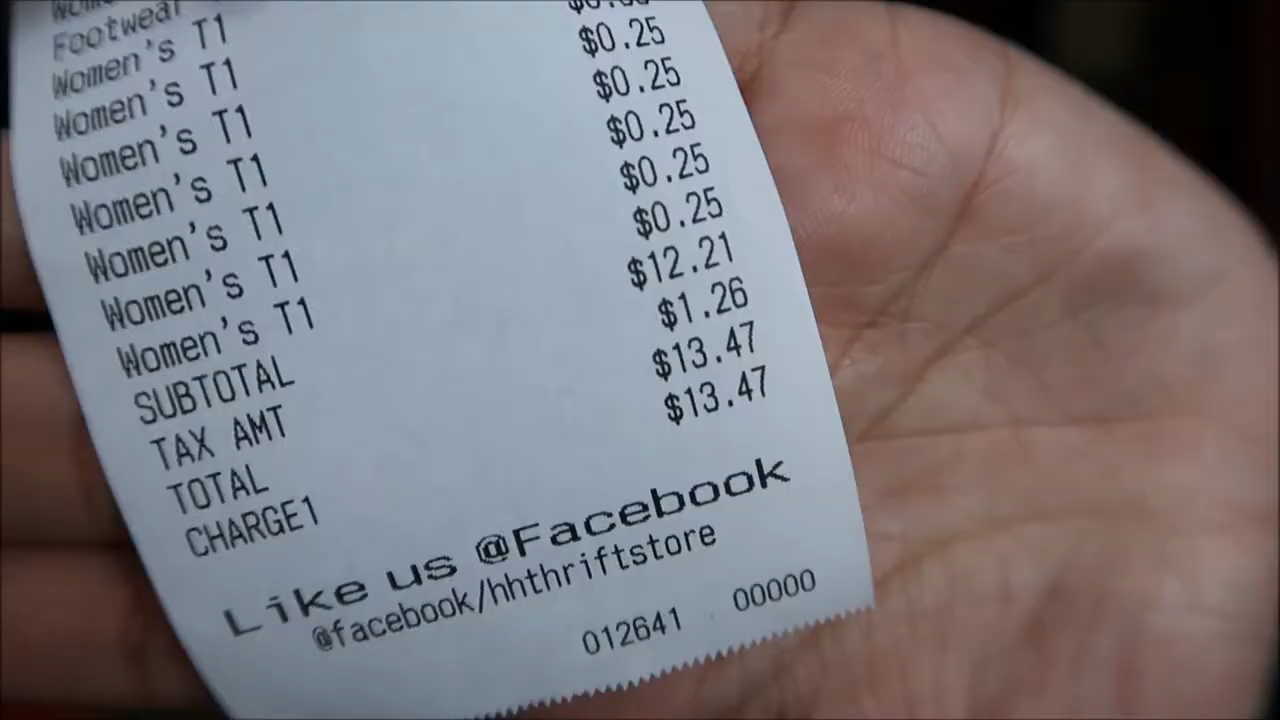 Footwear
Women's T1
Women's T1
Women's T1 $0.25
Women's T1 $0.25
Women's T1 $0.25
Women's T1 $0.25
Women's T1 $0.25
SUBTOTAL $12.21
TAX AMT $1.26
TOTAL $13.47
CHARGE1 $13.47
Like us @Facebook
@facebook/hhthriftstore
012641 00000